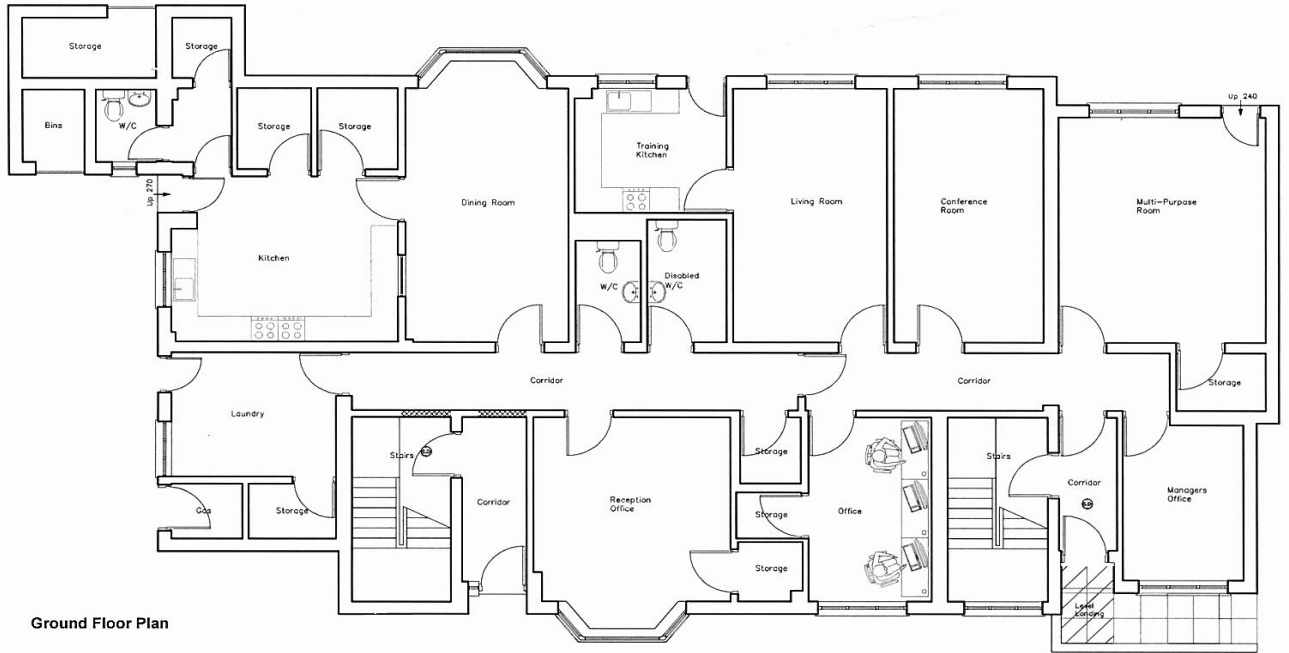 Storage
Storage
Bins
W/C
Storage
Storage
Up 240
Up 270
Training
Kitchen
Dining Room
Living Room
Conference
Room
Multi-Purpose
Room
Kitchen
W/C
Disabled
W/C
Corridor
Corridor
Storage
Laundry
Stairs
Storage
Stairs
Corridor
Gas
Storage
Corridor
Reception
Office
Storage
Office
Managers
Office
Storage
Level
Landing
Ground Floor Plan